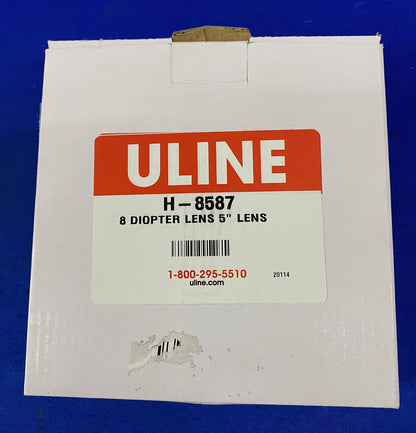 ULINE
H-8587
8 DIOPTER LENS 5" LENS
1-800-295-5510
uline.com
20114